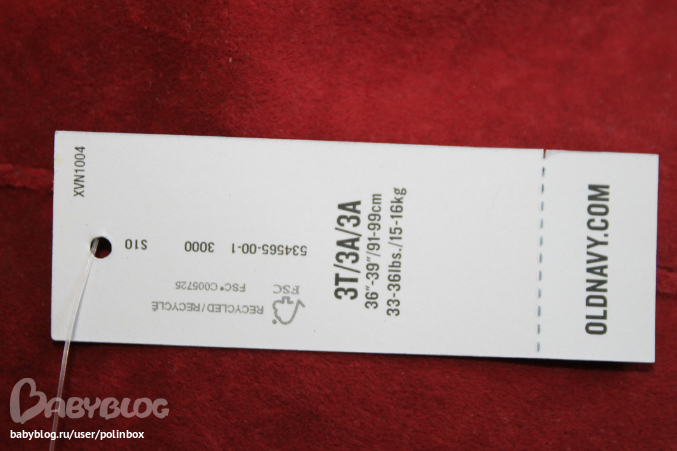 XVN1004
S10
3000
534565-00-1
FSC® C005725
FSC
RECYCLED / RECYCLÉ
3T/3A/3A
36"-39"/91-99cm
33-36lbs./15-16kg
OLDNAVY.COM
BABYBLOG
babyblog.ru/user/polinbox